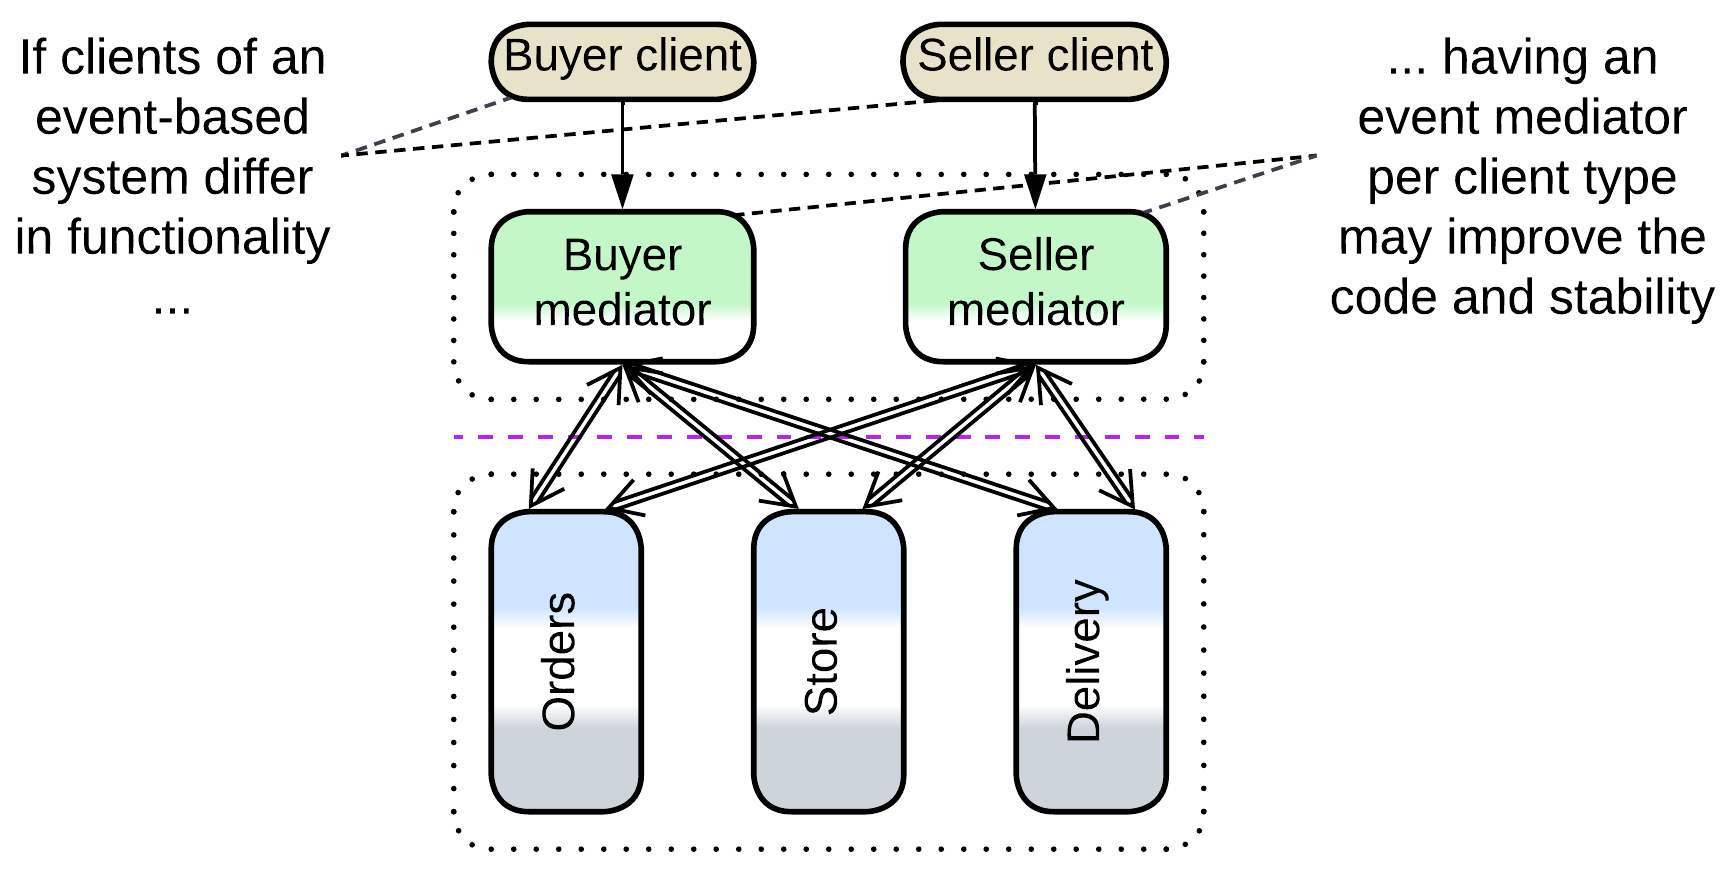 If clients of an
event-based
system differ
in functionality
...
Buyer client
Seller client
... having an
event mediator
per client type
may improve the
code and stability
Buyer
mediator
Seller
mediator
Orders
Store
Delivery